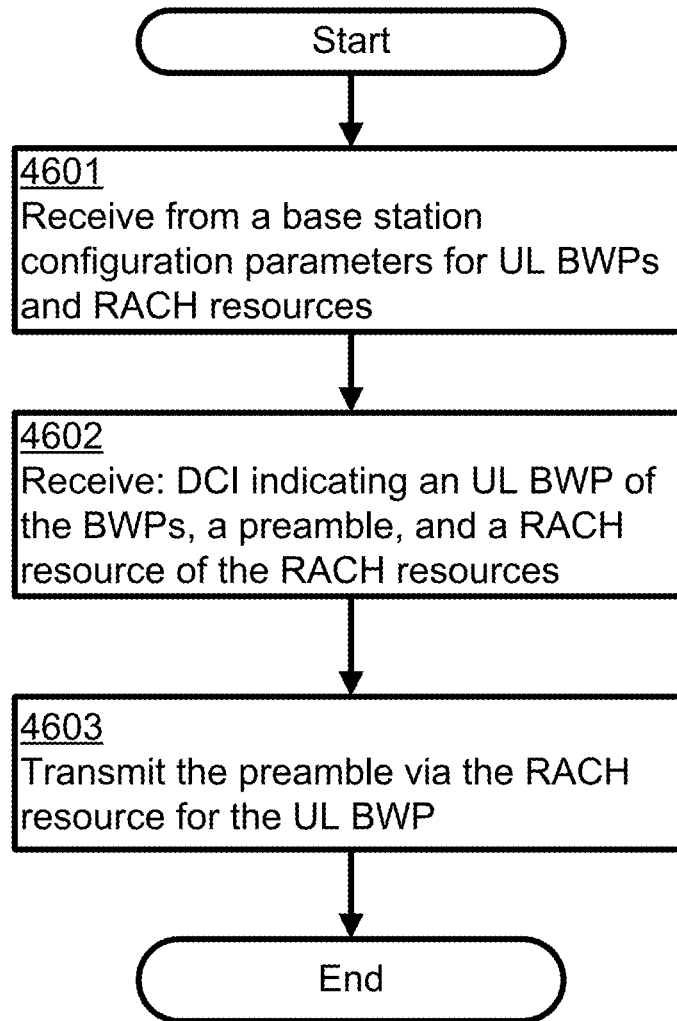 Start
4601
Receive from a base station
configuration parameters for UL BWPs
and RACH resources
4602
Receive: DCI indicating an UL BWP of
the BWPs, a preamble, and a RACH
resource of the RACH resources
4603
Transmit the preamble via the RACH
resource for the UL BWP
End